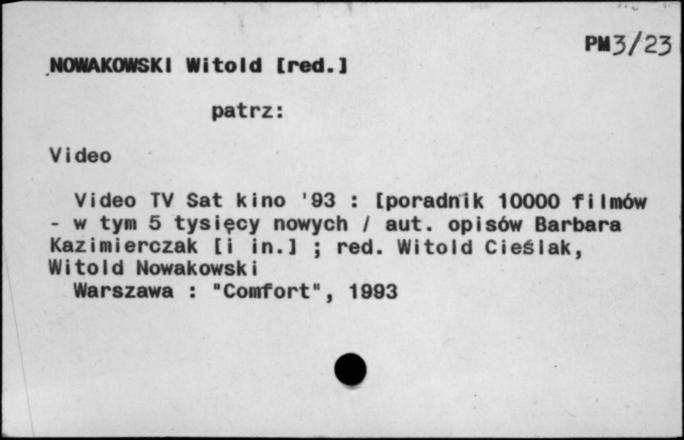 PM3/23
NOWAKOWSKI Witold [red.]
patrz:
Video
Video TV Sat kino '93 : [poradnik 10000 filmów
- w tym 5 tysięcy nowych / aut. opisów Barbara
Kazimierczak [i in.] ; red. Witold Cieślak,
Witold Nowakowski
Warszawa : "Comfort", 1993